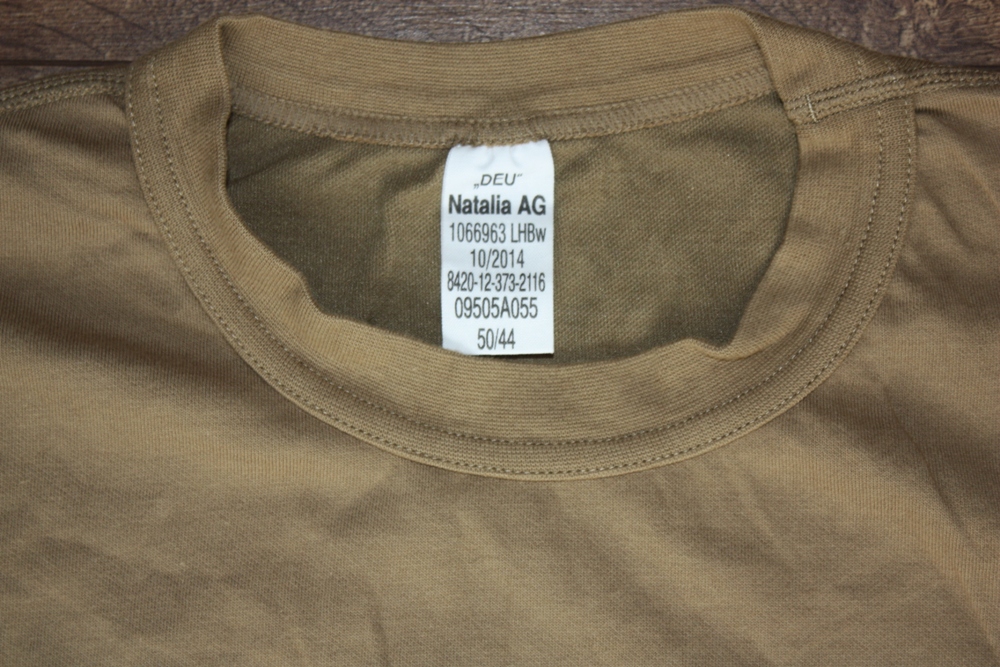 „DEU“
Natalia AG
1066963 LHBw
10/2014
8420-12-373-2116
09505A055
50/44